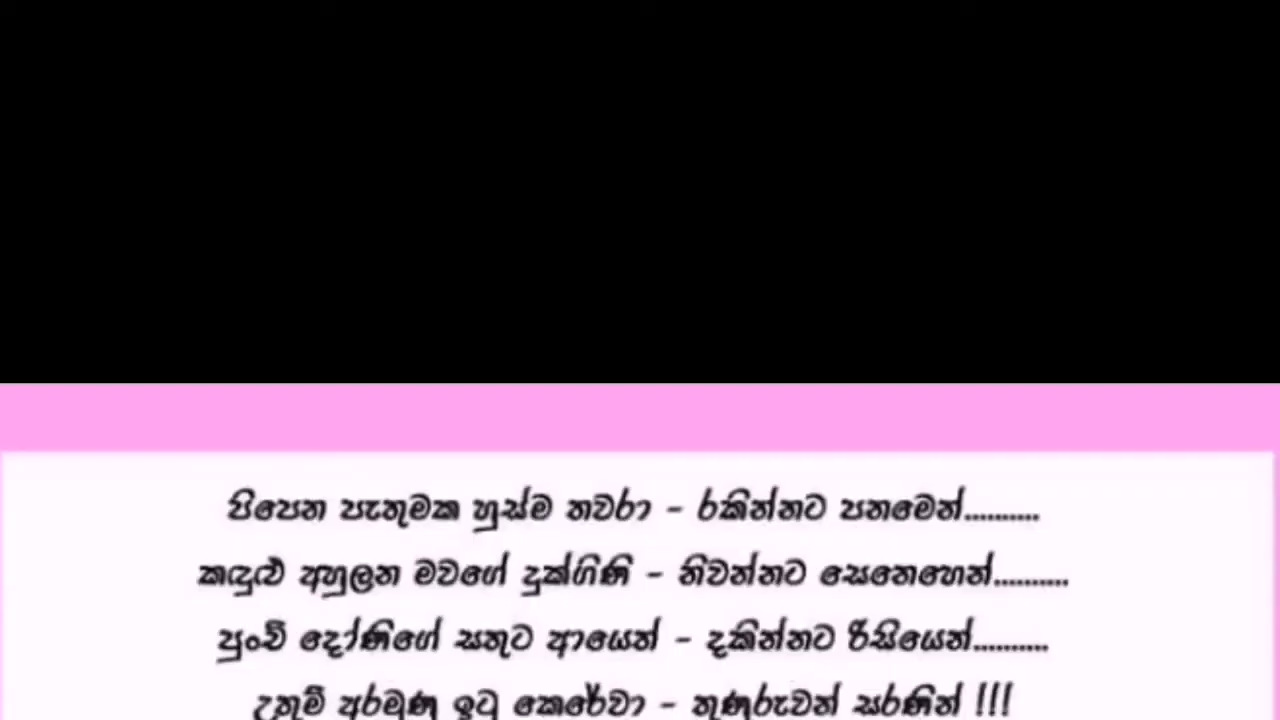 පිපෙන පැතුමක හුස්ම තවරා - රකින්නට පනමෙන්..........
කඳුළු අහුලන මවගේ දුක්ගිනි - නිවන්නට සෙනෙහෙන්..........
පුංචි දෝණිගේ සතුට ආයෙත් - දකින්නට රිසියෙන්..........
උතුම් අරමුණු ඉටු කෙරේවා - තුණුරුවන් සරණින් !!!